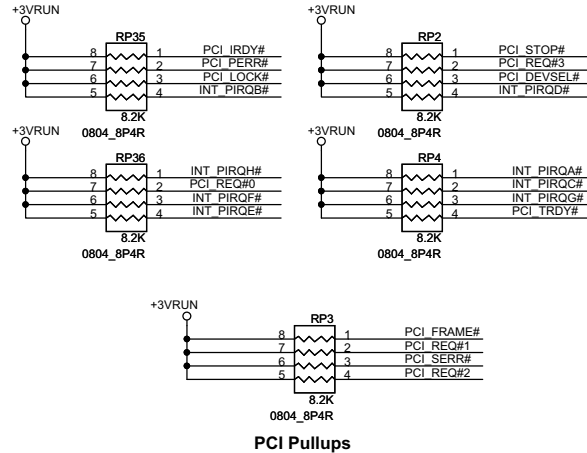 +3VRUN
RP35
8 1 PCI_IRDY#
7 2 PCI_PERR#
6 3 PCI_LOCK#
5 4 INT_PIRQB#
8.2K
0804_8P4R
+3VRUN
RP2
8 1 PCI_STOP#
7 2 PCI_REQ#3
6 3 PCI_DEVSEL#
5 4 INT_PIRQD#
8.2K
0804_8P4R
+3VRUN
RP36
8 1 INT_PIRQH#
7 2 PCI_REQ#0
6 3 INT_PIRQF#
5 4 INT_PIRQE#
8.2K
0804_8P4R
+3VRUN
RP4
8 1 INT_PIRQA#
7 2 INT_PIRQC#
6 3 INT_PIRQG#
5 4 PCI_TRDY#
8.2K
0804_8P4R
+3VRUN
RP3
8 1 PCI_FRAME#
7 2 PCI_REQ#1
6 3 PCI_SERR#
5 4 PCI_REQ#2
8.2K
0804_8P4R
PCI Pullups